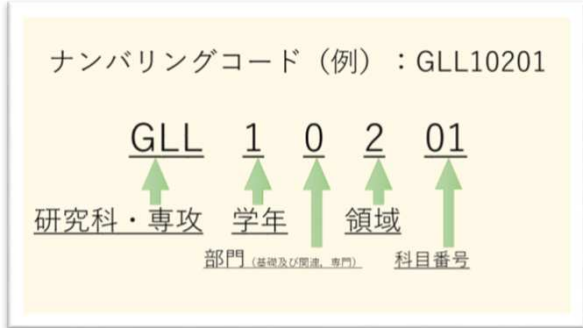 ナンバリングコード（例）：GLL10201
GLL 1 0 2 01
研究科・専攻 学年 領域
部門（基礎及び関連，専門） 科目番号